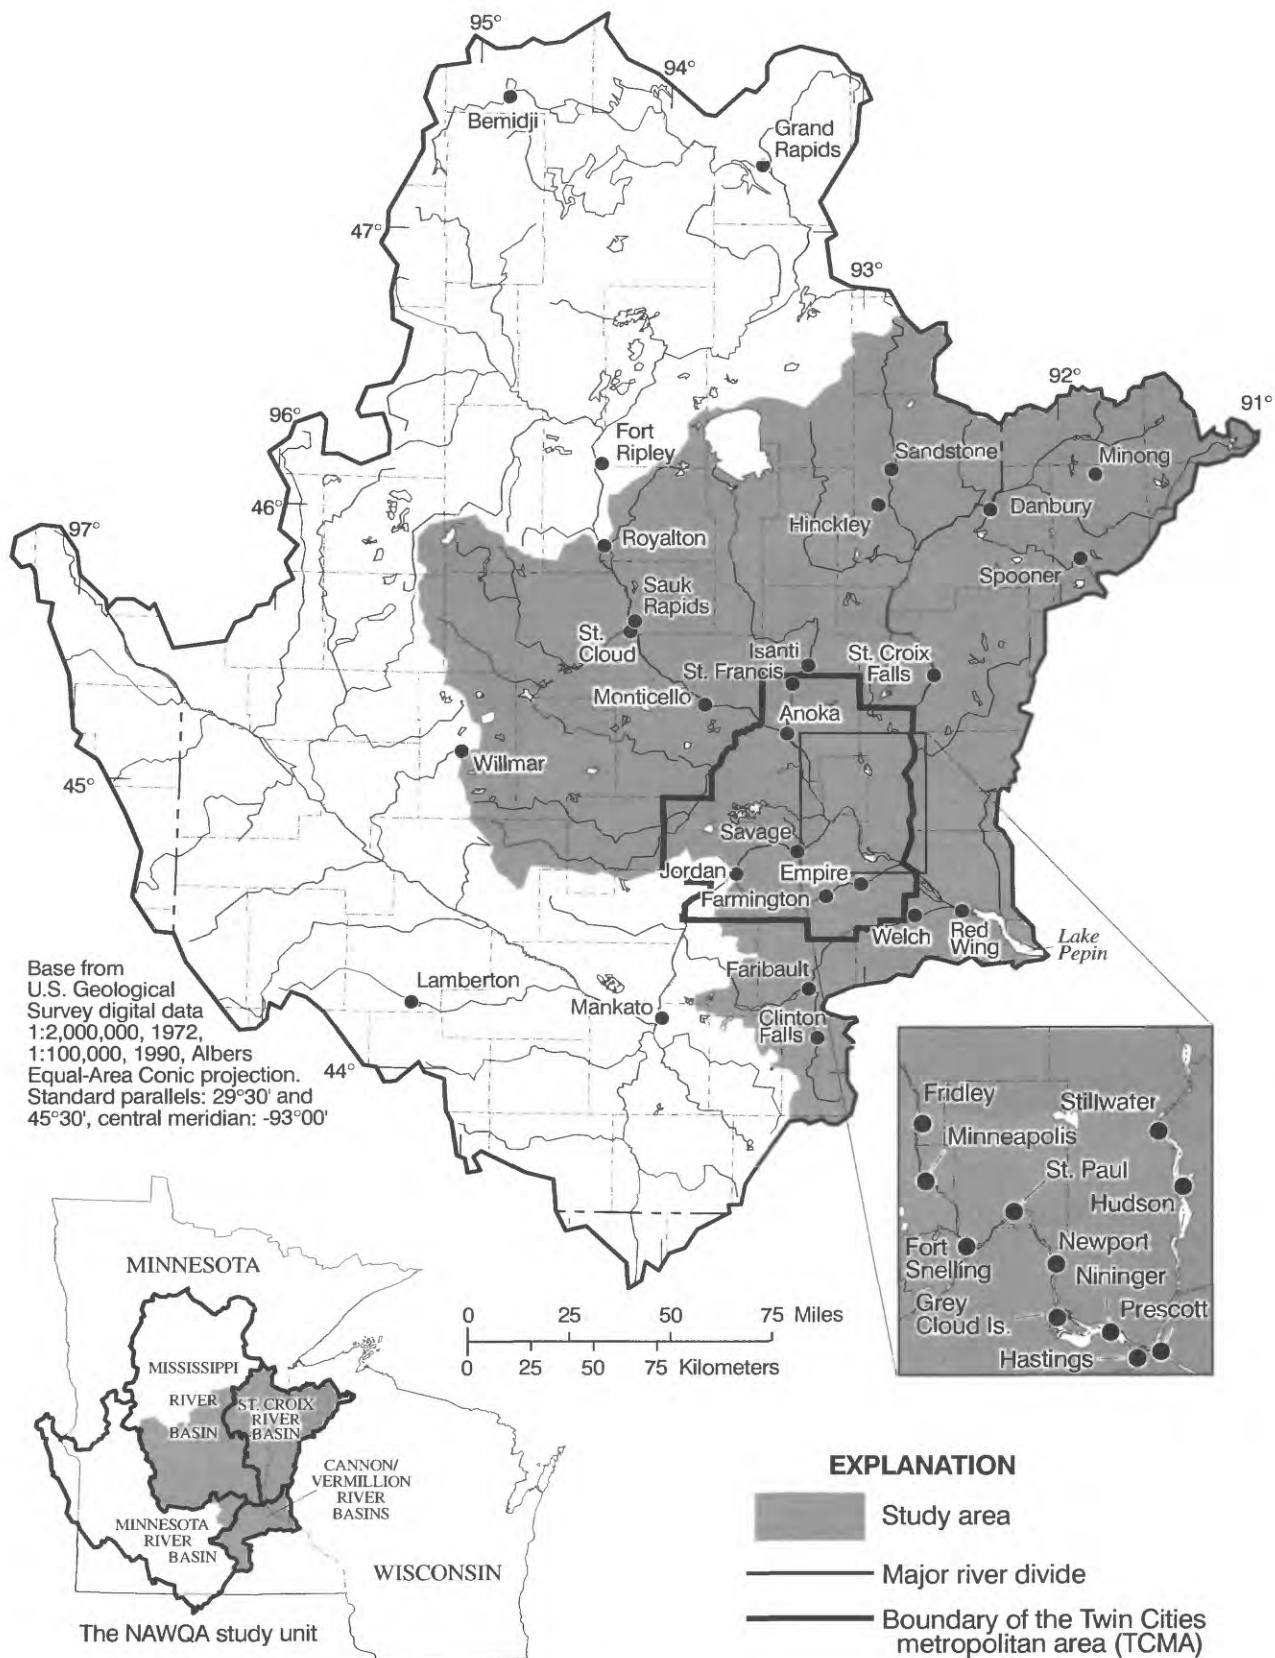 95°
94°
Bemidji
Grand
Rapids
47°
93°
92°
91°
96°
Fort
Ripley
Sandstone
Minong
46°
97°
Hinckley
Danbury
Royalton
Spooner
Sauk
Rapids
St.
Cloud
Isanti
St. Francis
St. Croix
Falls
Monticello
Anoka
Willmar
45°
Savage
Jordan
Empire
Farmington
Welch
Red
Wing
Lake
Pepin
Faribault
Lamberton
Mankato
Clinton
Falls
Base from
U.S. Geological
Survey digital data
1:2,000,000, 1972,
1:100,000, 1990, Albers
Equal-Area Conic projection.
Standard parallels: 29°30' and
45°30', central meridian: -93°00'
44°
Fridley
Stillwater
Minneapolis
St. Paul
Hudson
Fort
Snelling
Newport
Nininger
Grey
Cloud Is.
Prescott
Hastings
MINNESOTA
0 25 50 75 Miles
0 25 50 75 Kilometers
MISSISSIPPI
RIVER
BASIN
ST. CROIX
RIVER
BASIN
CANNON/
VERMILLION
RIVER
BASINS
MINNESOTA
RIVER
BASIN
WISCONSIN
The NAWQA study unit
EXPLANATION
Study area
Major river divide
Boundary of the Twin Cities
metropolitan area (TCMA)